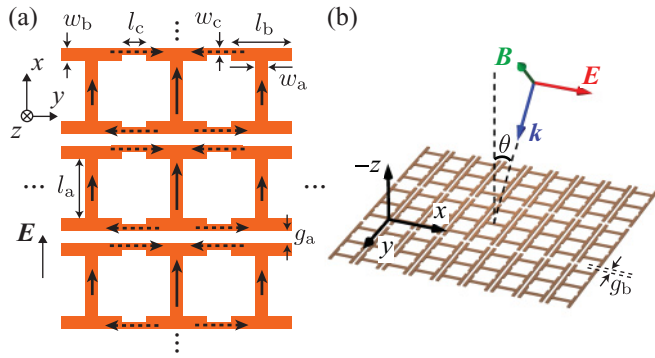 (a)
w_b
l_c
w_c
l_b
x
y
z
w_a
l_a
...
...
E
g_a
(b)
B
E
k
θ
−z
x
y
g_b